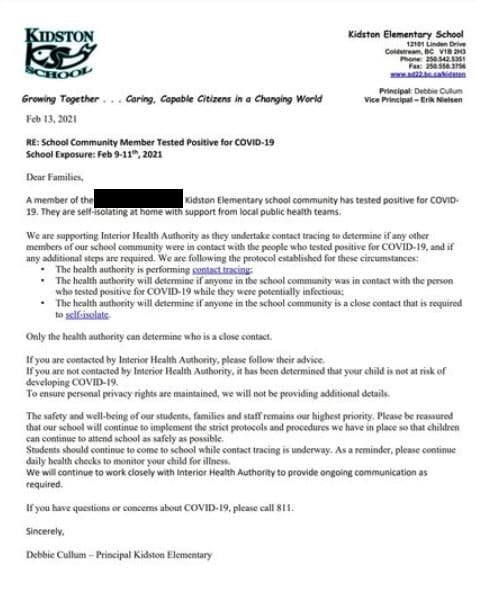 KIDSTON
SCHOOL
Kidston Elementary School
12101 Linden Drive
Coldstream, BC V1B 2H3
Phone: 250.542.5351
Fax: 250.558.3756
www.sd22.bc.ca/kidston
Principal: Debbie Cullum
Vice Principal – Erik Nielsen
Growing Together . . . Caring, Capable Citizens in a Changing World
Feb 13, 2021
RE: School Community Member Tested Positive for COVID-19
School Exposure: Feb 9-11th, 2021
Dear Families,
A member of the Kidston Elementary school community has tested positive for COVID-
19. They are self-isolating at home with support from local public health teams.
We are supporting Interior Health Authority as they undertake contact tracing to determine if any other
members of our school community were in contact with the people who tested positive for COVID-19, and if
any additional steps are required. We are following the protocol established for these circumstances:
• The health authority is performing contact tracing;
• The health authority will determine if anyone in the school community was in contact with the person
who tested positive for COVID-19 while they were potentially infectious;
• The health authority will determine if anyone in the school community is a close contact that is required
to self-isolate.
Only the health authority can determine who is a close contact.
If you are contacted by Interior Health Authority, please follow their advice.
If you are not contacted by Interior Health Authority, it has been determined that your child is not at risk of
developing COVID-19.
To ensure personal privacy rights are maintained, we will not be providing additional details.
The safety and well-being of our students, families and staff remains our highest priority. Please be reassured
that our school will continue to implement the strict protocols and procedures we have in place so that children
can continue to attend school as safely as possible.
Students should continue to come to school while contact tracing is underway. As a reminder, please continue
daily health checks to monitor your child for illness.
We will continue to work closely with Interior Health Authority to provide ongoing communication as
required.
If you have questions or concerns about COVID-19, please call 811.
Sincerely,
Debbie Cullum – Principal Kidston Elementary